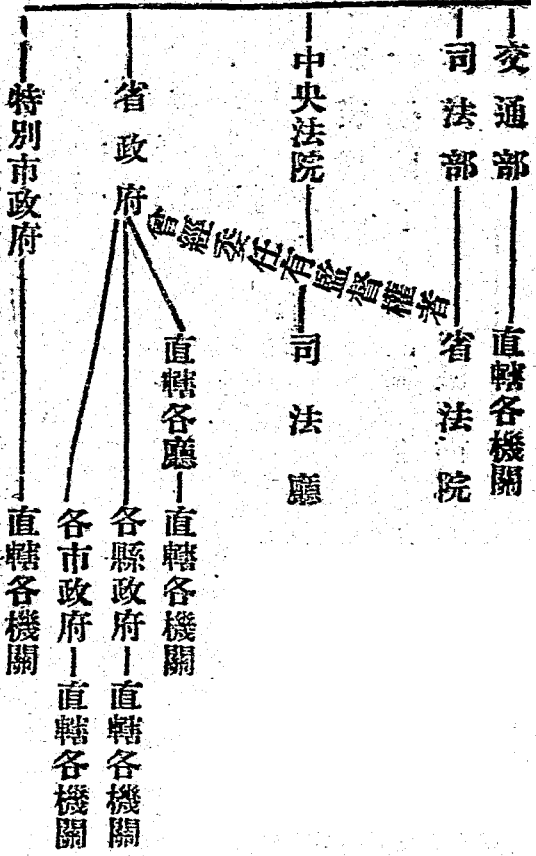 交通部
直轄各機關
司法部
省法院
中央法院
司法廳
省政府
曾經委任有監督權者
直轄各廳
直轄各機關
各縣政府
直轄各機關
各市政府
直轄各機關
特別市政府
直轄各機關